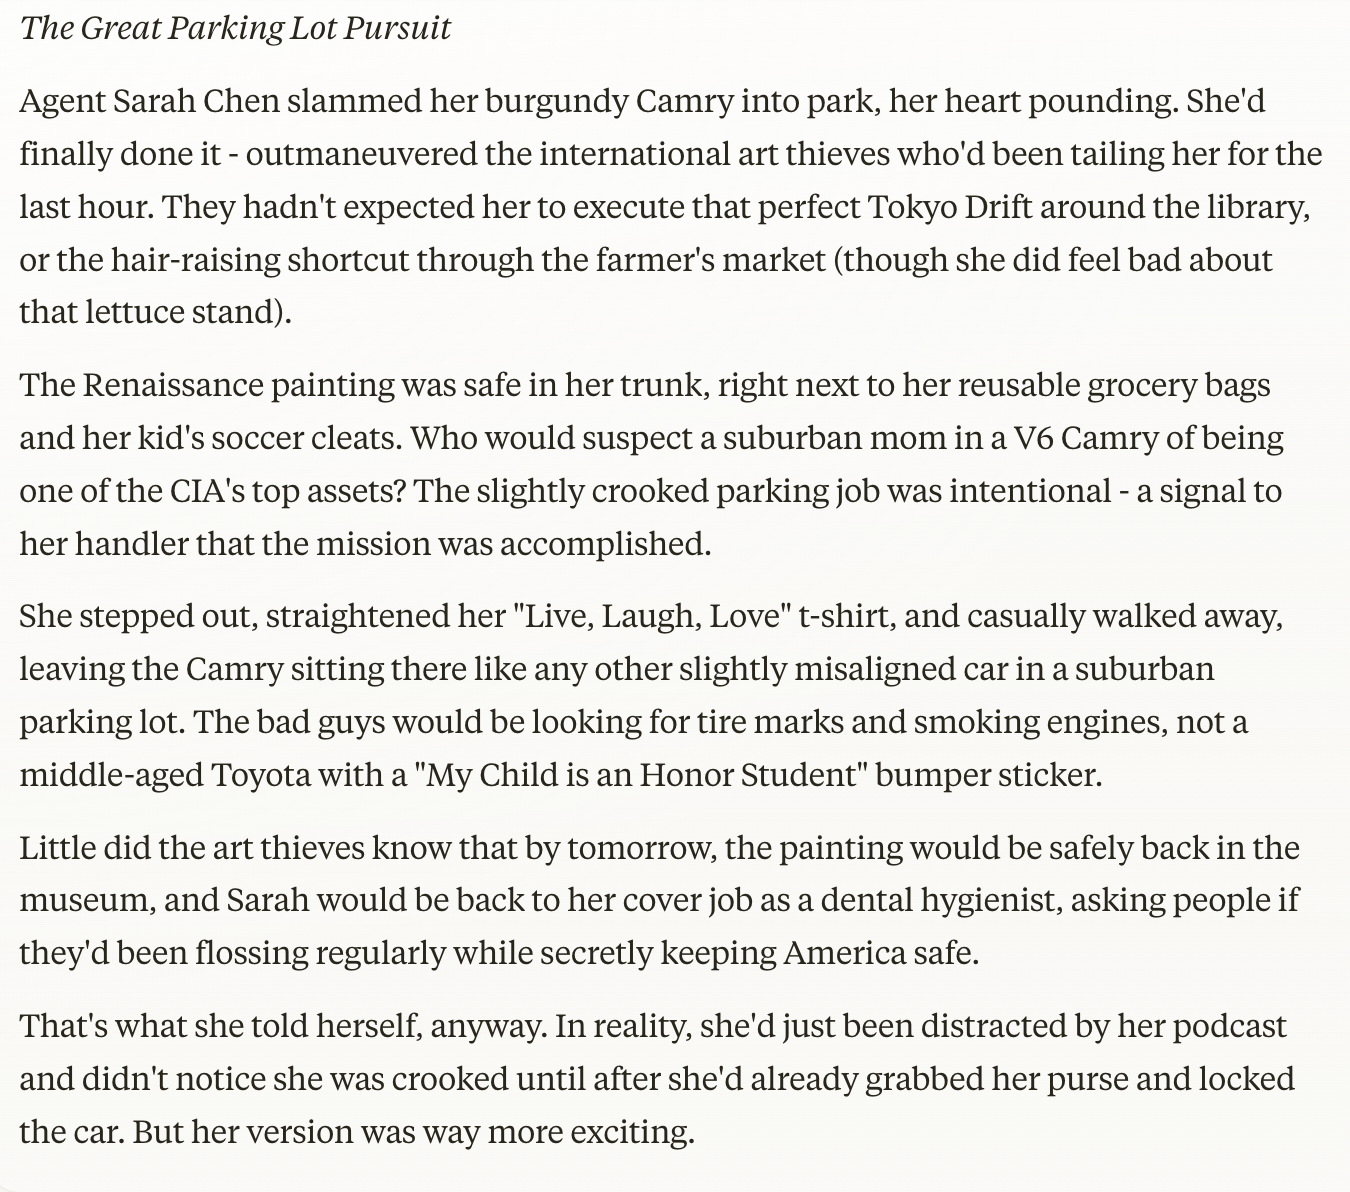 The Great Parking Lot Pursuit
Agent Sarah Chen slammed her burgundy Camry into park, her heart pounding. She'd
finally done it - outmaneuvered the international art thieves who'd been tailing her for the
last hour. They hadn't expected her to execute that perfect Tokyo Drift around the library,
or the hair-raising shortcut through the farmer's market (though she did feel bad about
that lettuce stand).
The Renaissance painting was safe in her trunk, right next to her reusable grocery bags
and her kid's soccer cleats. Who would suspect a suburban mom in a V6 Camry of being
one of the CIA's top assets? The slightly crooked parking job was intentional - a signal to
her handler that the mission was accomplished.
She stepped out, straightened her "Live, Laugh, Love" t-shirt, and casually walked away,
leaving the Camry sitting there like any other slightly misaligned car in a suburban
parking lot. The bad guys would be looking for tire marks and smoking engines, not a
middle-aged Toyota with a "My Child is an Honor Student" bumper sticker.
Little did the art thieves know that by tomorrow, the painting would be safely back in the
museum, and Sarah would be back to her cover job as a dental hygienist, asking people if
they'd been flossing regularly while secretly keeping America safe.
That's what she told herself, anyway. In reality, she'd just been distracted by her podcast
and didn't notice she was crooked until after she'd already grabbed her purse and locked
the car. But her version was way more exciting.